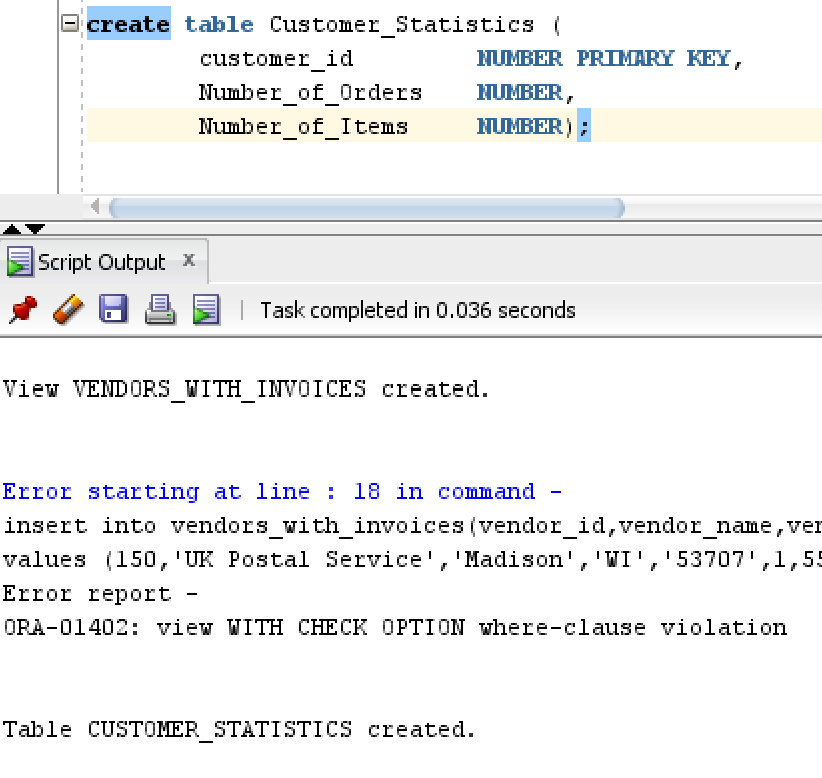 create table Customer_Statistics (
customer_id NUMBER PRIMARY KEY,
Number_of_Orders NUMBER,
Number_of_Items NUMBER);
Script Output x
Task completed in 0.036 seconds
View VENDORS_WITH_INVOICES created.
Error starting at line : 18 in command -
insert into vendors_with_invoices(vendor_id,vendor_name,ven
values (150,'UK Postal Service','Madison','WI','53707',1,55
Error report -
ORA-01402: view WITH CHECK OPTION where-clause violation
Table CUSTOMER_STATISTICS created.